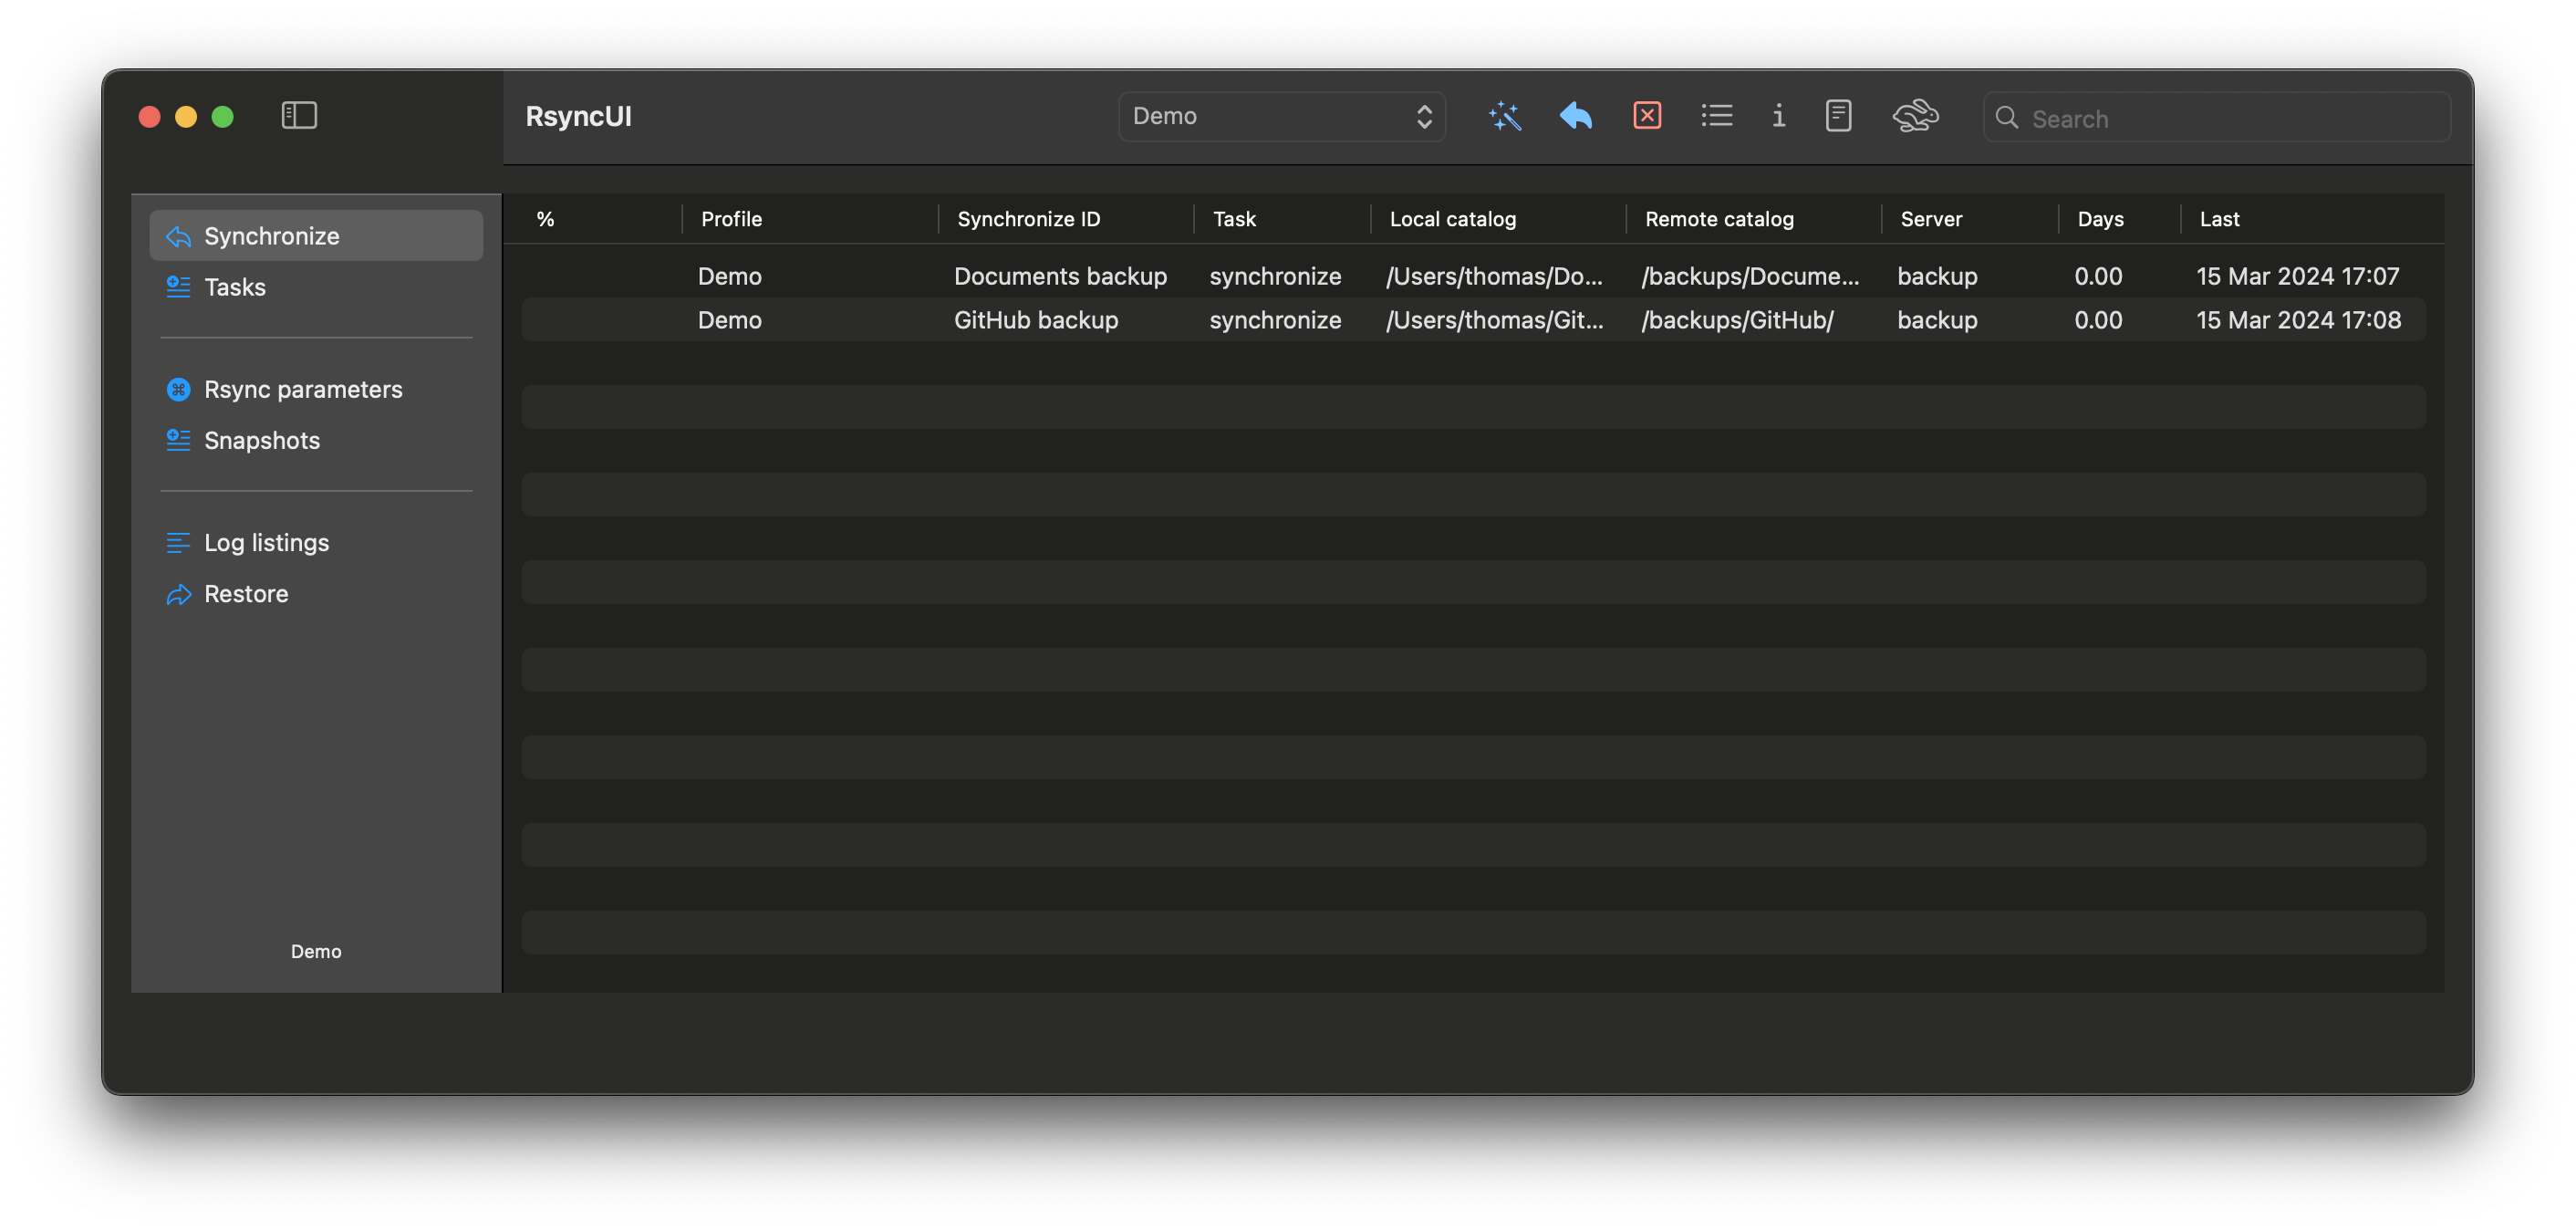 RsyncUI
Demo
Search
Synchronize
Tasks
Rsync parameters
Snapshots
Log listings
Restore
Demo
% Profile Synchronize ID Task Local catalog Remote catalog Server Days Last
Demo Documents backup synchronize /Users/thomas/Do... /backups/Docume... backup 0.00 15 Mar 2024 17:07
Demo GitHub backup synchronize /Users/thomas/Git... /backups/GitHub/ backup 0.00 15 Mar 2024 17:08